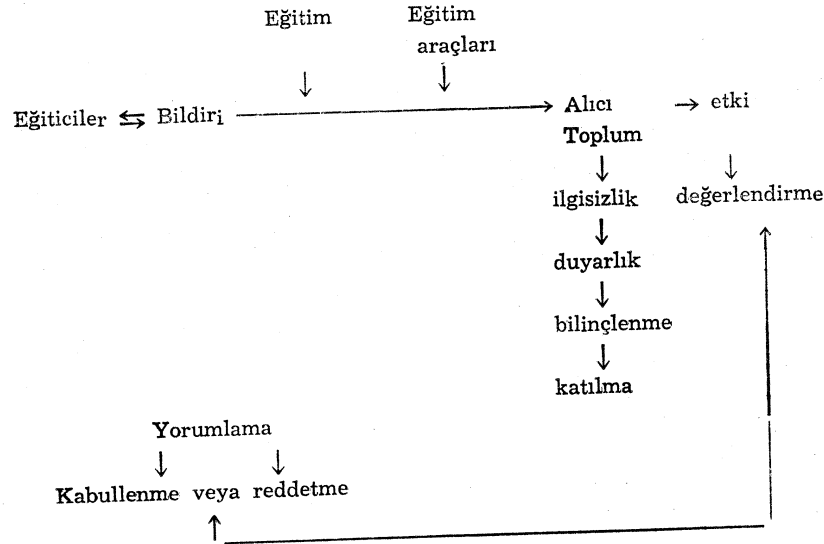 Eğitim Eğitim
araçları
Eğiticiler ⇆ Bildiri → Alıcı → etki
Toplum
ilgisizlik değerlendirme
duyarlık
bilinçlenme
katılma
Yorumlama
Kabullenme veya reddetme